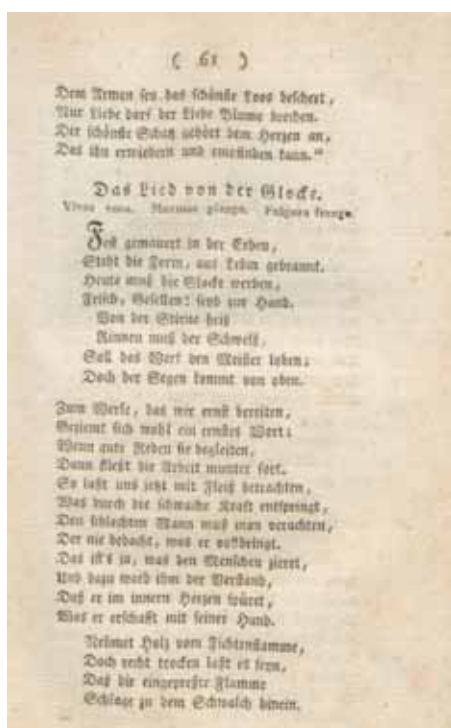 ( 61 )
Dem Armen sey das schönste Loos beschert,
Nur Liebe darf der Liebe Blume brechen.
Der schönste Schatz gehört dem Herzen an,
Das ihn erwiedern und empfinden kann.“
Das Lied von der Glocke.
Vivos voco. Mortuos plango. Fulgura frango.
Fest gemauert in der Erden,
Steht die Form, aus Lehm gebrannt.
Heute muß die Glocke werden,
Frisch, Gesellen! seyd zur Hand.
Von der Stirne heiß
Rinnen muß der Schweiß,
Soll das Werk den Meister loben;
Doch der Segen kommt von oben.
Zum Werke, das wir ernst bereiten,
Geziemt sich wohl ein ernstes Wort;
Wenn gute Reden sie begleiten,
Dann fließt die Arbeit munter fort.
So laßt uns jetzt mit Fleiß betrachten,
Was durch die schwache Kraft entspringt,
Den schlechten Mann muß man verachten,
Der nie bedacht, was er vollbringt.
Das ist's ja, was den Menschen zieret,
Und dazu ward ihm der Verstand,
Daß er im innern Herzen spüret,
Was er erschaft mit seiner Hand.
Nehmet Holz vom Fichtenstamme,
Doch recht trocken laßt es seyn,
Daß die eingepreßte Flamme
Schlage zu dem Schwalch hinein.